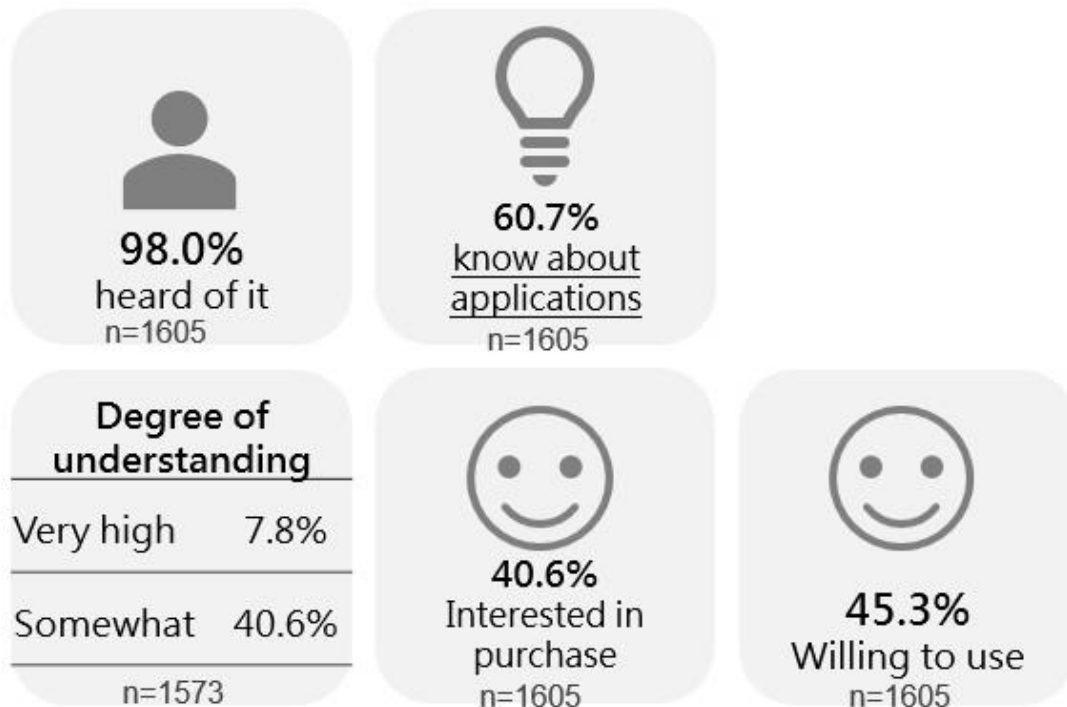 98.0%
heard of it
n=1605
60.7%
know about
applications
n=1605
Degree of
understanding
Very high 7.8%
Somewhat 40.6%
n=1573
40.6%
Interested in
purchase
n=1605
45.3%
Willing to use
n=1605